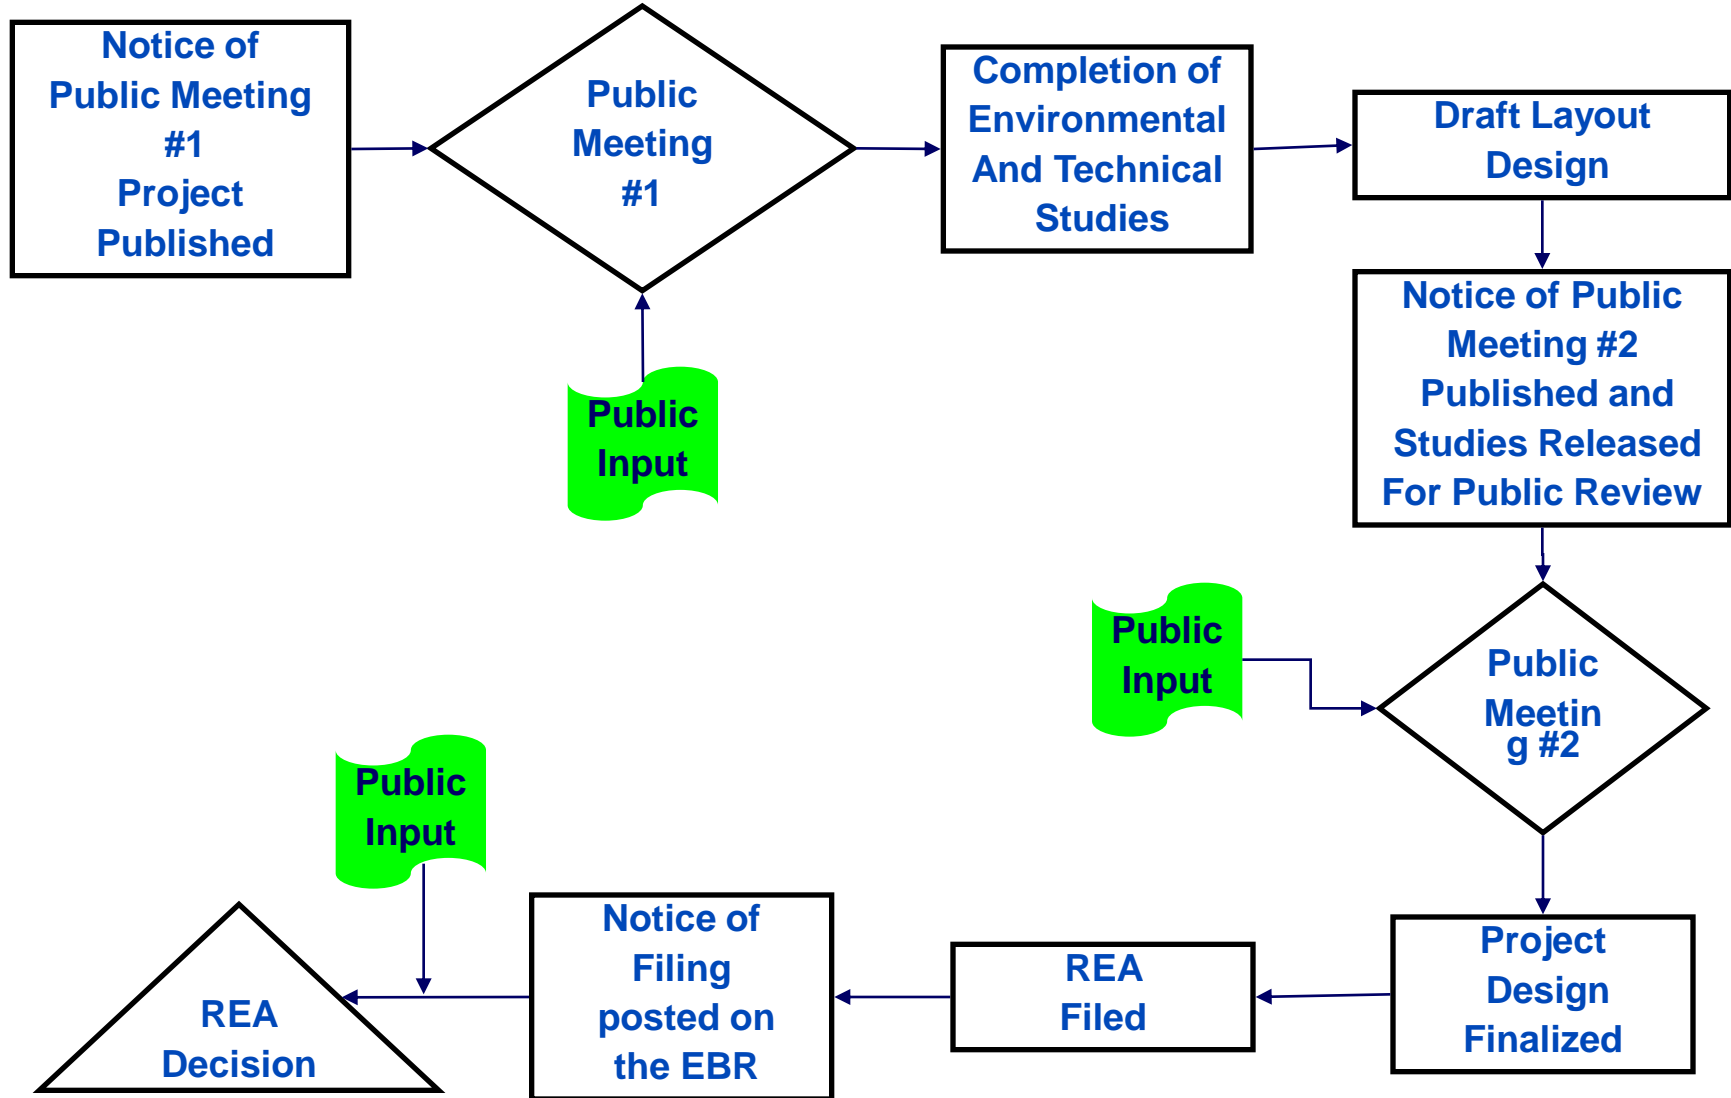 Notice of
Public Meeting
#1
Project
Published
Public
Meeting
#1
Completion of
Environmental
And Technical
Studies
Draft Layout
Design
Public
Input
Notice of Public
Meeting #2
Published and
Studies Released
For Public Review
Public
Input
Public
Meetin
g #2
Project
Design
Finalized
REA
Filed
Notice of
Filing
posted on
the EBR
Public
Input
REA
Decision